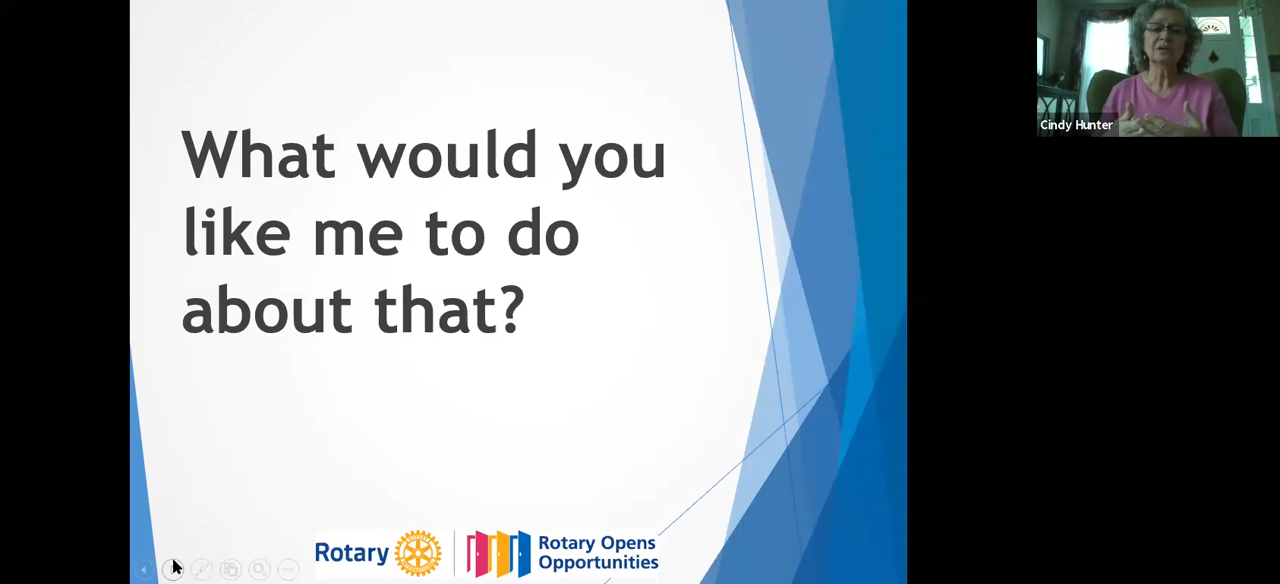 What would you
like me to do
about that?
Cindy Hunter
Rotary
Rotary Opens
Opportunities